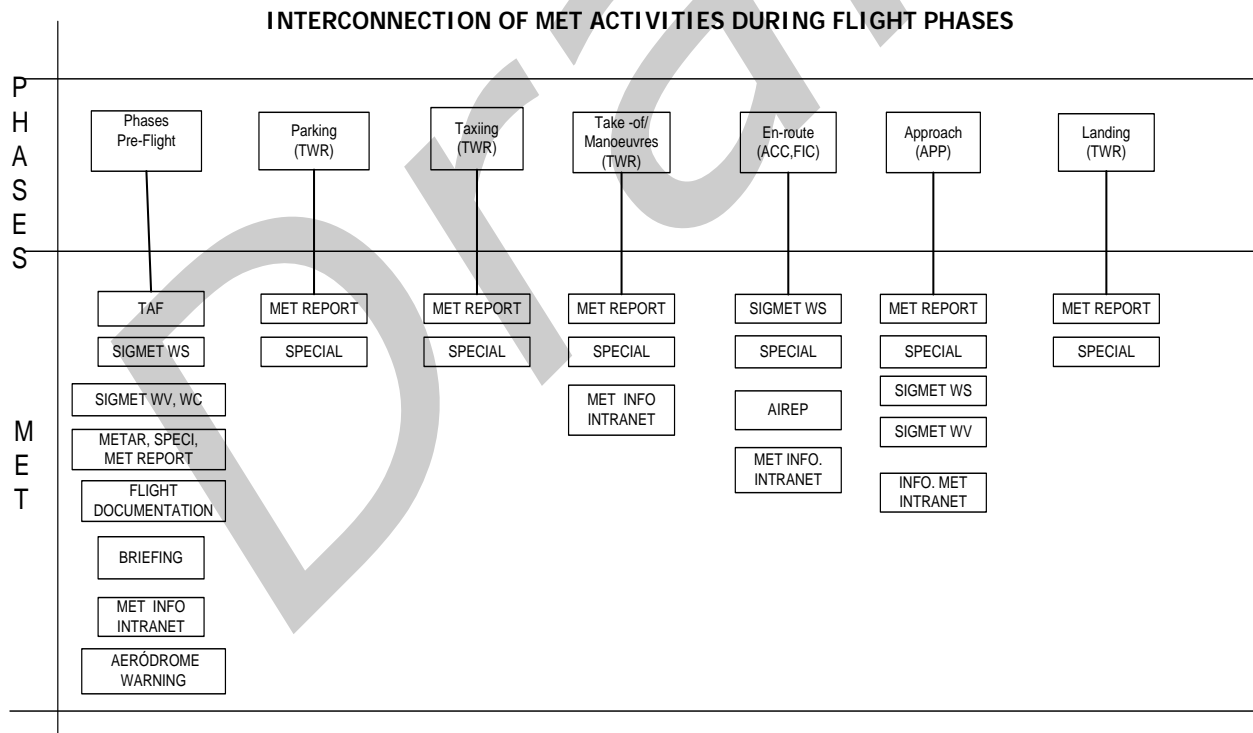 INTERCONNECTION OF MET ACTIVITIES DURING FLIGHT PHASES
PHASES
Phases
Pre-Flight
Parking
(TWR)
Taxiing
(TWR)
Take -of/
Manoeuvres
(TWR)
En-route
(ACC,FIC)
Approach
(APP)
Landing
(TWR)
MET
TAF
SIGMET WS
SIGMET WV, WC
METAR, SPECI,
MET REPORT
FLIGHT
DOCUMENTATION
BRIEFING
MET INFO
INTRANET
AERÓDROME
WARNING
MET REPORT
SPECIAL
MET REPORT
SPECIAL
MET REPORT
SPECIAL
MET INFO
INTRANET
SIGMET WS
SPECIAL
AIREP
MET INFO.
INTRANET
MET REPORT
SPECIAL
SIGMET WS
SIGMET WV
INFO. MET
INTRANET
MET REPORT
SPECIAL
Draf